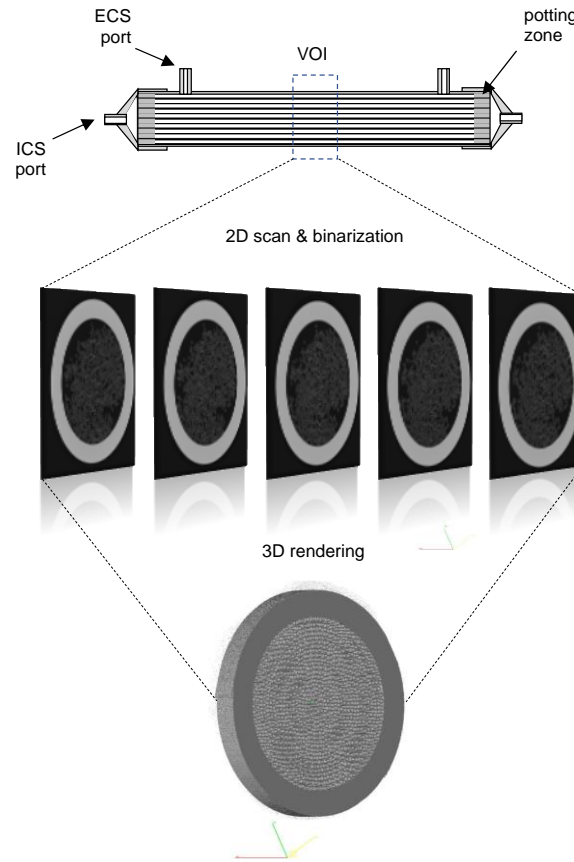 ECS
port
VOI
potting
zone
ICS
port
2D scan & binarization
3D rendering